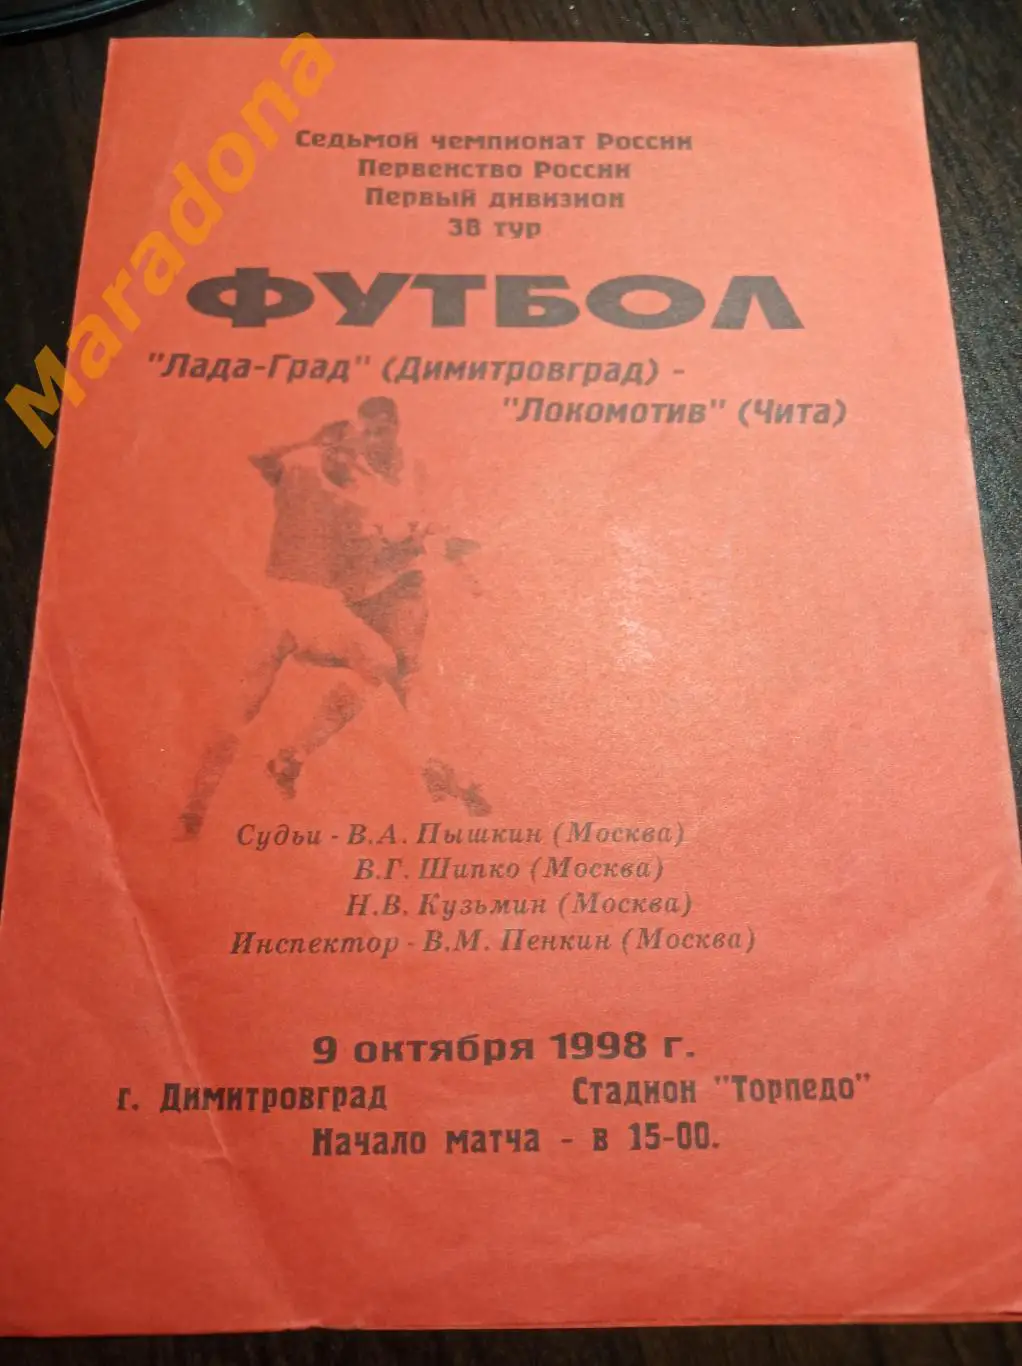 Maradona
Седьмой чемпионат России
Первенство России
Первый дивизион
38 тур
ФУТБОЛ
"Лада-Град" (Димитровград) -
"Локомотив" (Чита)
Судьи - В.А. Пышкин (Москва)
В.Г. Шипко (Москва)
Н.В. Кузьмин (Москва)
Инспектор - В.М. Пенкин (Москва)
9 октября 1998 г.
г. Димитровград Стадион "Торпедо"
Начало матча - в 15-00.